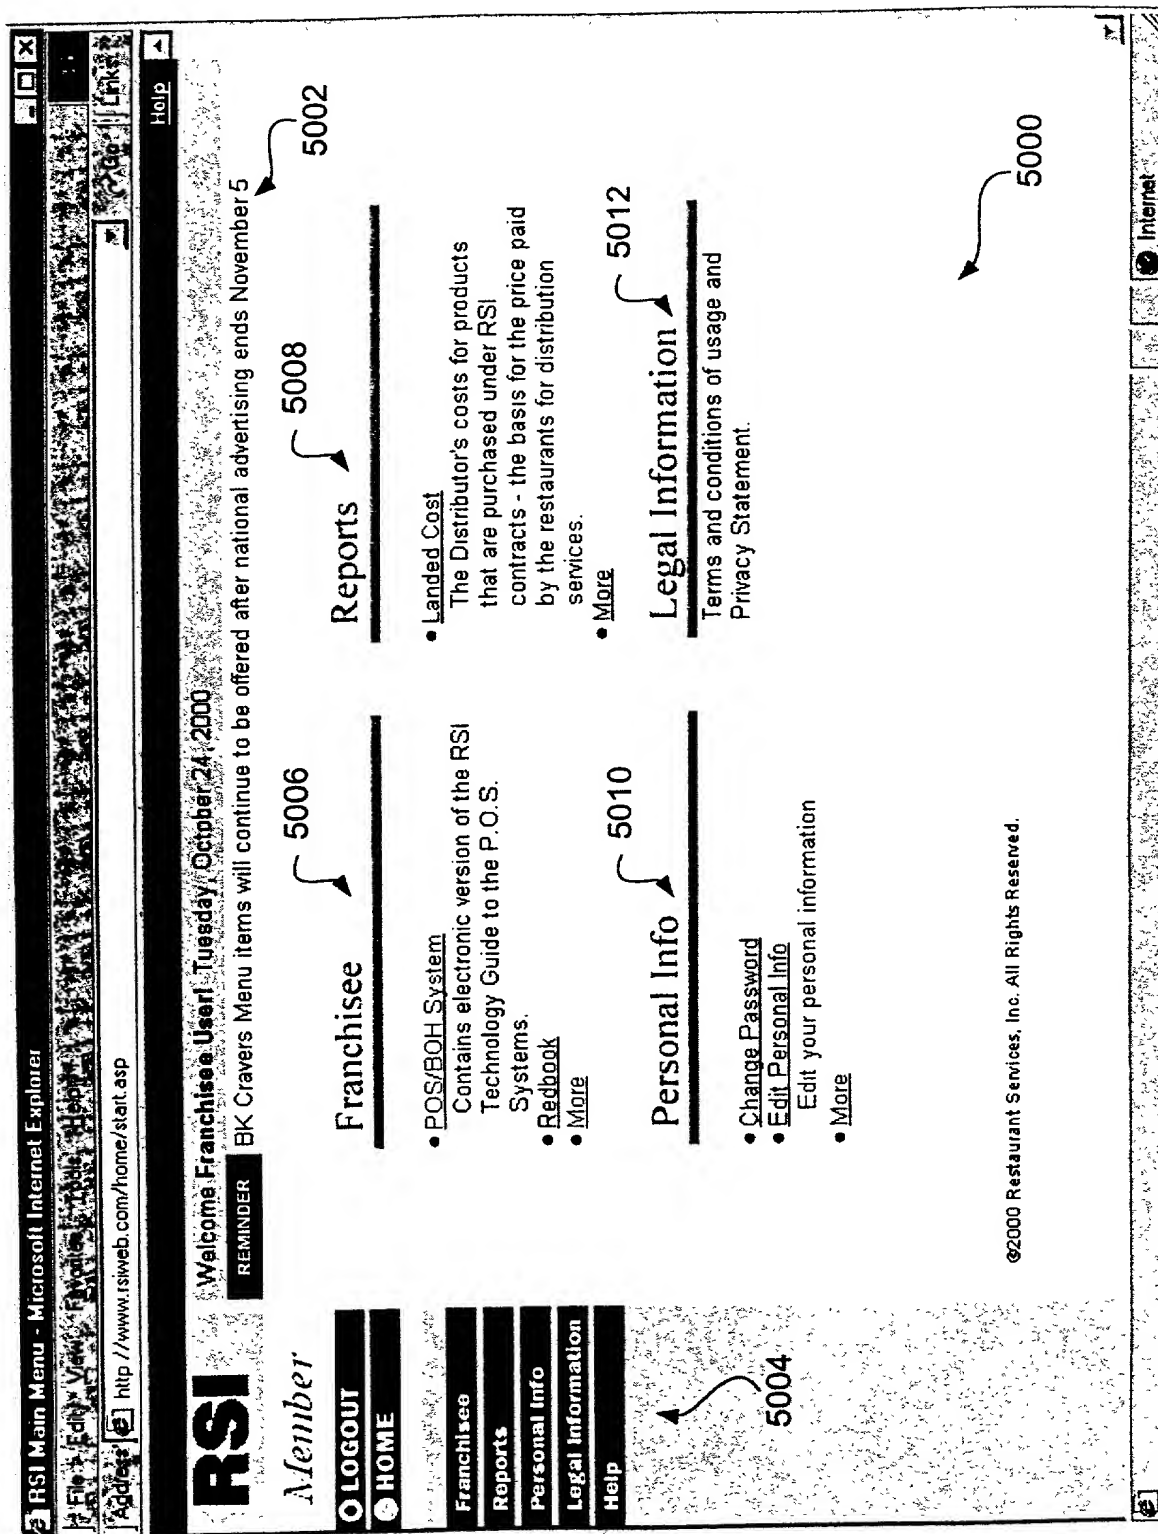 RSI Main Menu - Microsoft Internet Explorer
File Edit View Favorites Tools Help
Address http://www.rsiweb.com/home/start.asp Go Links
Help
RSI
Welcome Franchisee User! Tuesday, October 24, 2000
REMINDER BK Cravers Menu items will continue to be offered after national advertising ends November 5
5002
Member
LOGOUT
HOME
Franchisee
Reports
Personal Info
Legal Information
Help
5004
Franchisee
5006
• POS/BOH System
Contains electronic version of the RSI
Technology Guide to the P.O.S.
Systems.
• Redbook
• More
Reports
5008
• Landed Cost
The Distributor's costs for products
that are purchased under RSI
contracts - the basis for the price paid
by the restaurants for distribution
services.
• More
Personal Info
5010
• Change Password
• Edit Personal Info
Edit your personal information
• More
Legal Information
5012
Terms and conditions of usage and
Privacy Statement.
5000
©2000 Restaurant Services, Inc. All Rights Reserved.
Internet